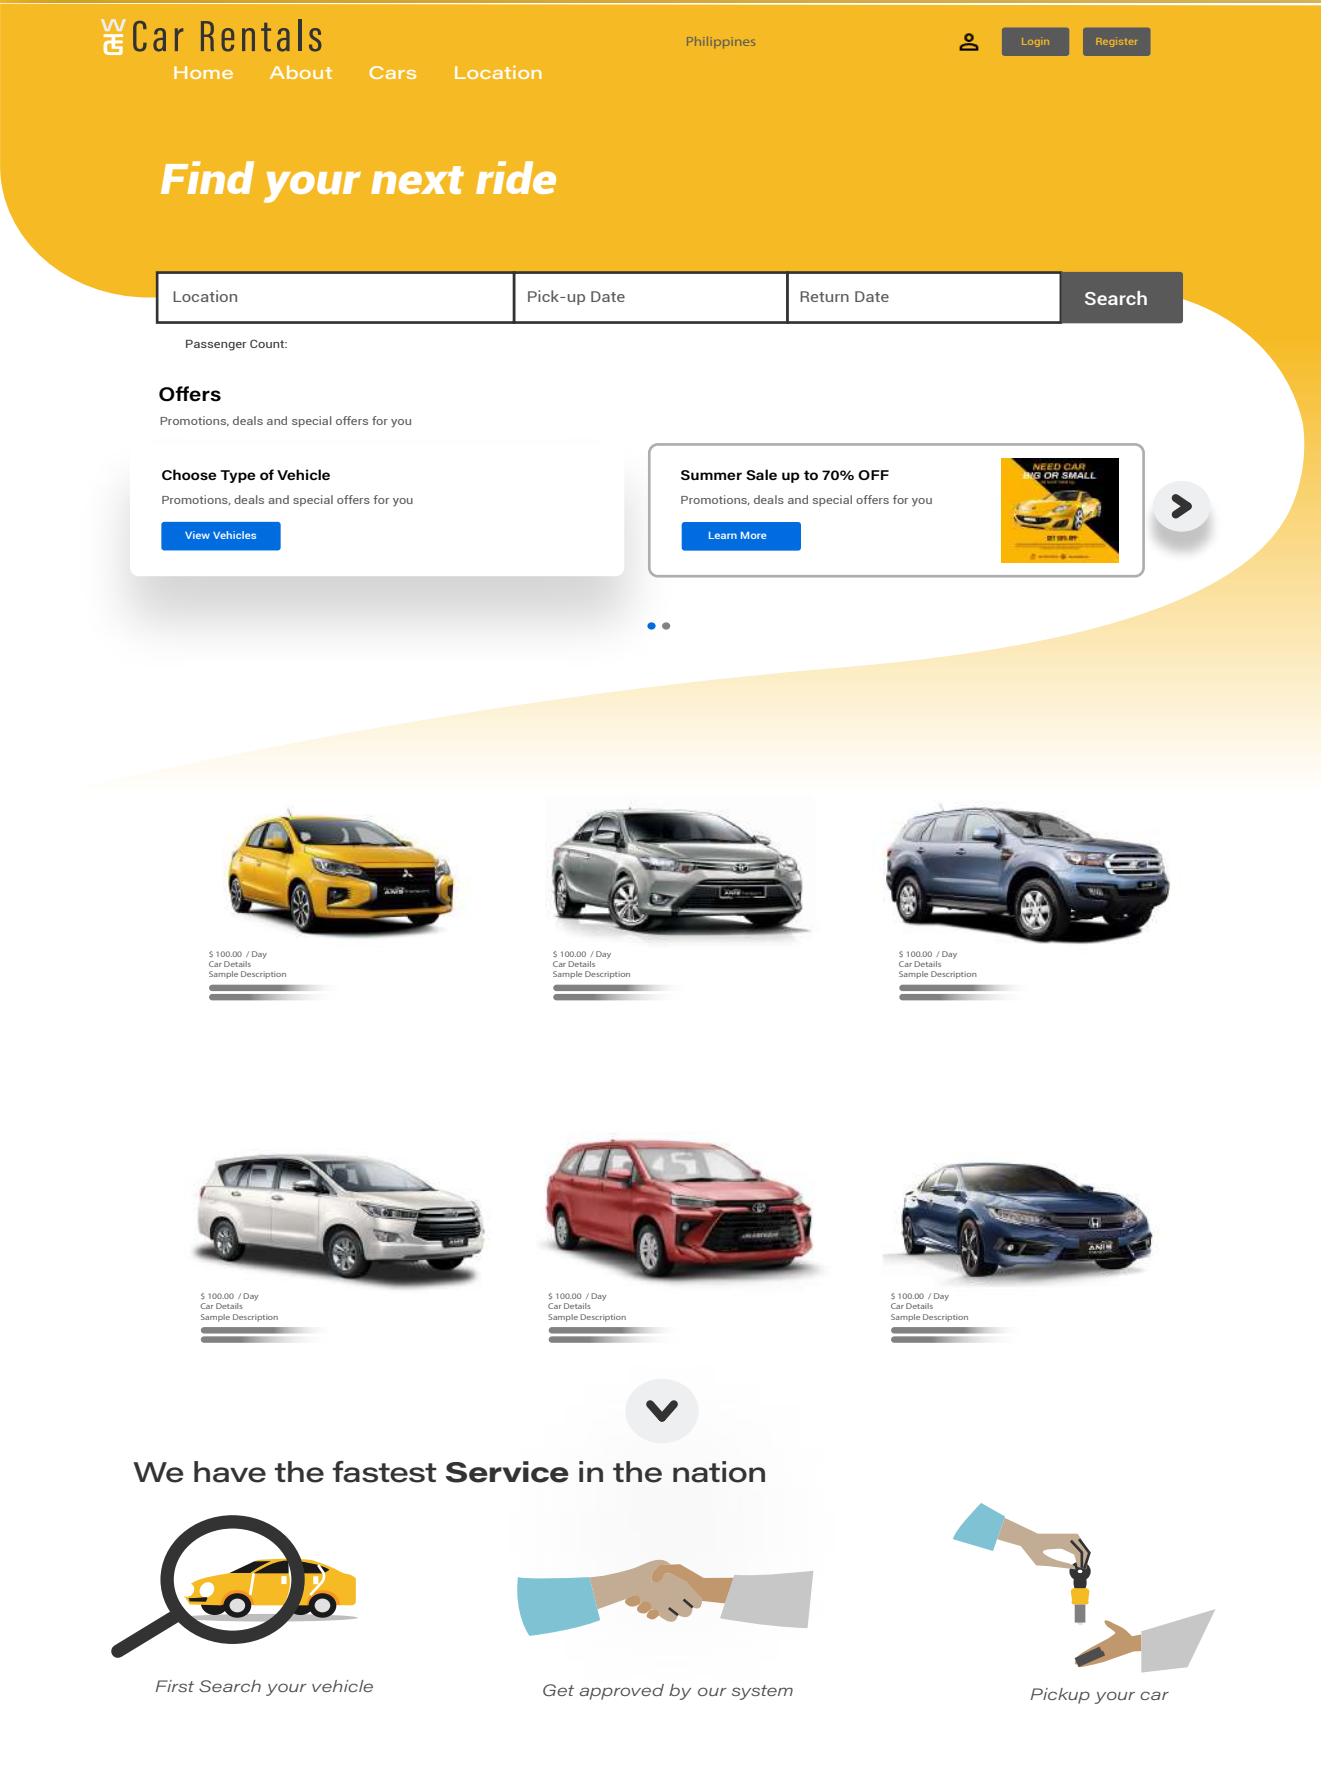 WG Car Rentals
Philippines
Login
Register
Home About Cars Location
Find your next ride
Location
Pick-up Date
Return Date
Search
Passenger Count:
Offers
Promotions, deals and special offers for you
Choose Type of Vehicle
Promotions, deals and special offers for you
View Vehicles
Summer Sale up to 70% OFF
Promotions, deals and special offers for you
Learn More
NEED CAR
BIG OR SMALL
GET 50% OFF
$ 100.00 / Day
Car Details
Sample Description
$ 100.00 / Day
Car Details
Sample Description
$ 100.00 / Day
Car Details
Sample Description
$ 100.00 / Day
Car Details
Sample Description
$ 100.00 / Day
Car Details
Sample Description
$ 100.00 / Day
Car Details
Sample Description
We have the fastest Service in the nation
First Search your vehicle
Get approved by our system
Pickup your car